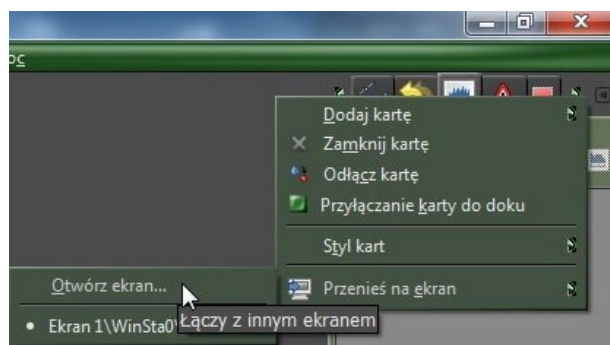 oc
Dodaj kartę
Zamknij kartę
Odłącz kartę
Przyłączanie karty do doku
Styl kart
Przenieś na ekran
Otwórz ekran...
Łączy z innym ekranem
Ekran 1\WinSta0\